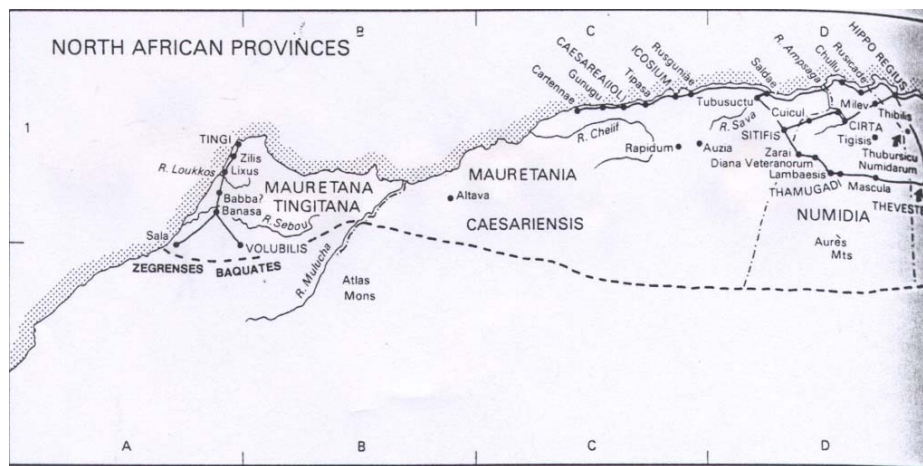 NORTH AFRICAN PROVINCES
B
C
D
1
TINGI
Zilis
Lixus
R. Loukkos
Babba?
Banasa
R. Sebou
Sala
VOLUBILIS
ZEGRENSES
BAQUATES
MAURETANA
TINGITANA
R. Mulucha
Atlas
Mons
Altava
MAURETANIA
CAESARIENSIS
Cartennae
Gunugu
CAESAREA(IOL)
Tipasa
ICOSIUM
Rusguniae
R. Chelif
Rapidum
Auzia
Tubusuctu
R. Sava
Saldae
R. Ampsaga
Chullu
Rusicade
HIPPO REGIUS
Cuicul
Milev
Thibilis
SITIFIS
CIRTA
Tigisis
Zarai
Thubursicu
Diana Veteranorum
Numidarum
Lambaesis
THAMUGADI
Mascula
THEVESTE
NUMIDIA
Aurès
Mts
A
B
C
D